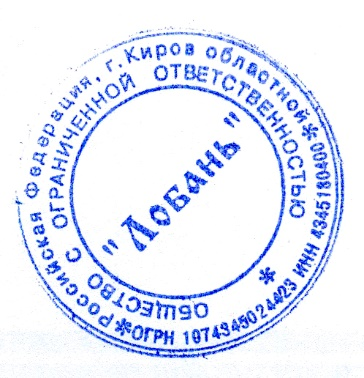 Российская Федерация, г. Киров областной
ОГРН 1074345024423 ИНН 4345180400
ОБЩЕСТВО С ОГРАНИЧЕННОЙ ОТВЕТСТВЕННОСТЬЮ
"Лобань"